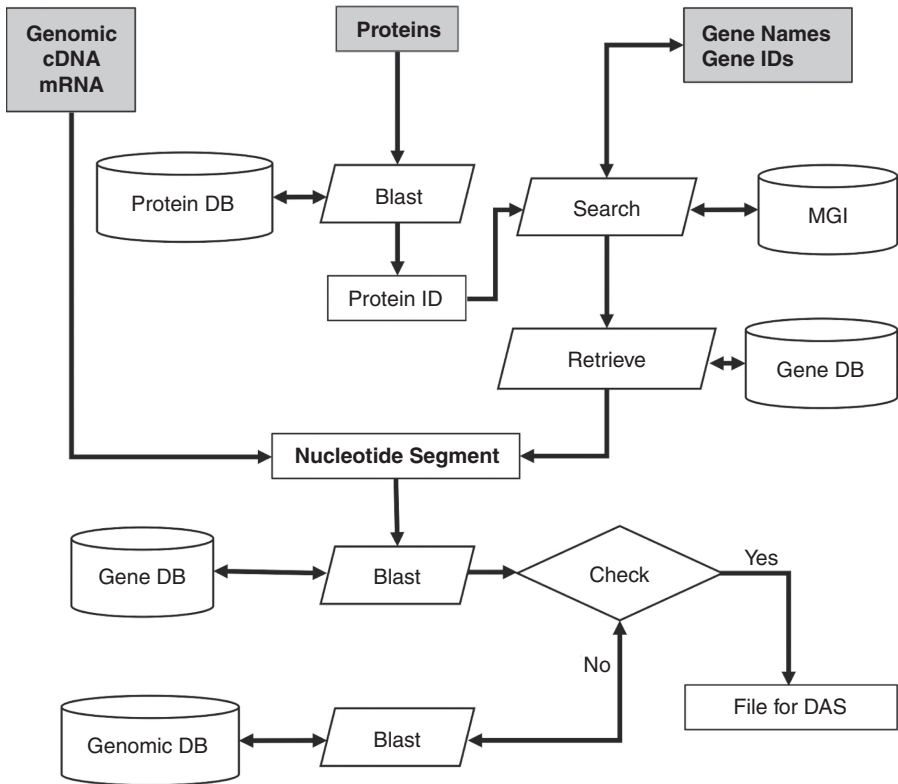 Genomic
cDNA
mRNA
Proteins
Gene Names
Gene IDs
Protein DB
Blast
Search
MGI
Protein ID
Retrieve
Gene DB
Nucleotide Segment
Gene DB
Blast
Check
Yes
No
File for DAS
Genomic DB
Blast